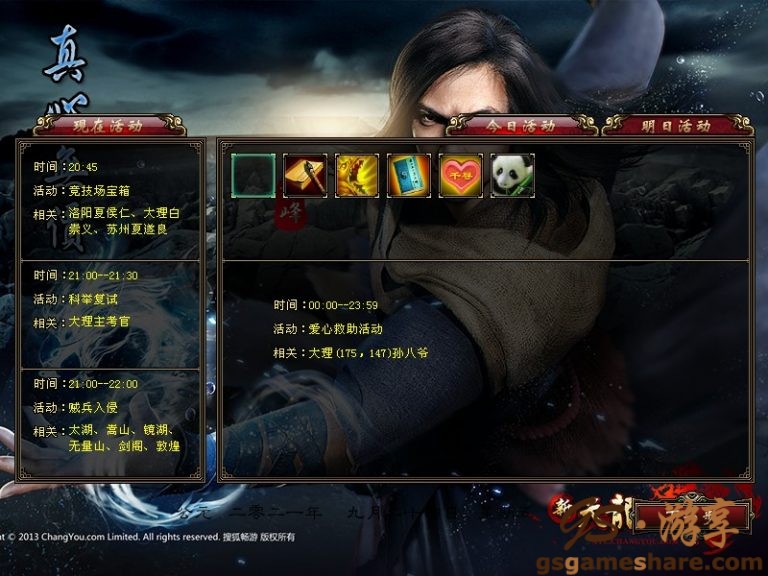 真
现在活动
今日活动
明日活动
时间:20:45
活动:竞技场宝箱
相关:洛阳夏侯仁、大理白
崇义、苏州夏遂良
峰
时间:21:00--21:30
活动:科举复试
相关:大理主考官
时间:00:00--23:59
活动:爱心救助活动
相关:大理(175，147)孙八爷
时间:21:00--22:00
活动:贼兵入侵
相关:太湖、嵩山、镜湖、
无量山、剑阁、敦煌
公元 二零二一年 九月
新天龍
游享
© 2013 ChangYou.com Limited. All rights reserved. 搜狐畅游 版权所有
gsgameshare.com